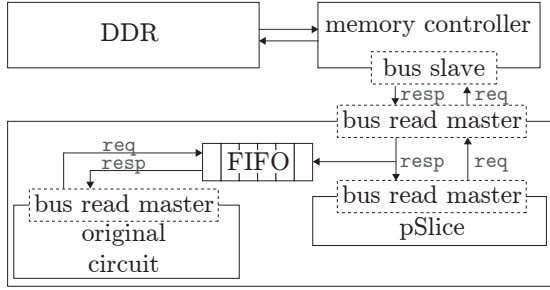 DDR
memory controller
bus slave
resp req
bus read master
req
resp
FIFO
resp req
bus read master
bus read master
original
circuit
pSlice